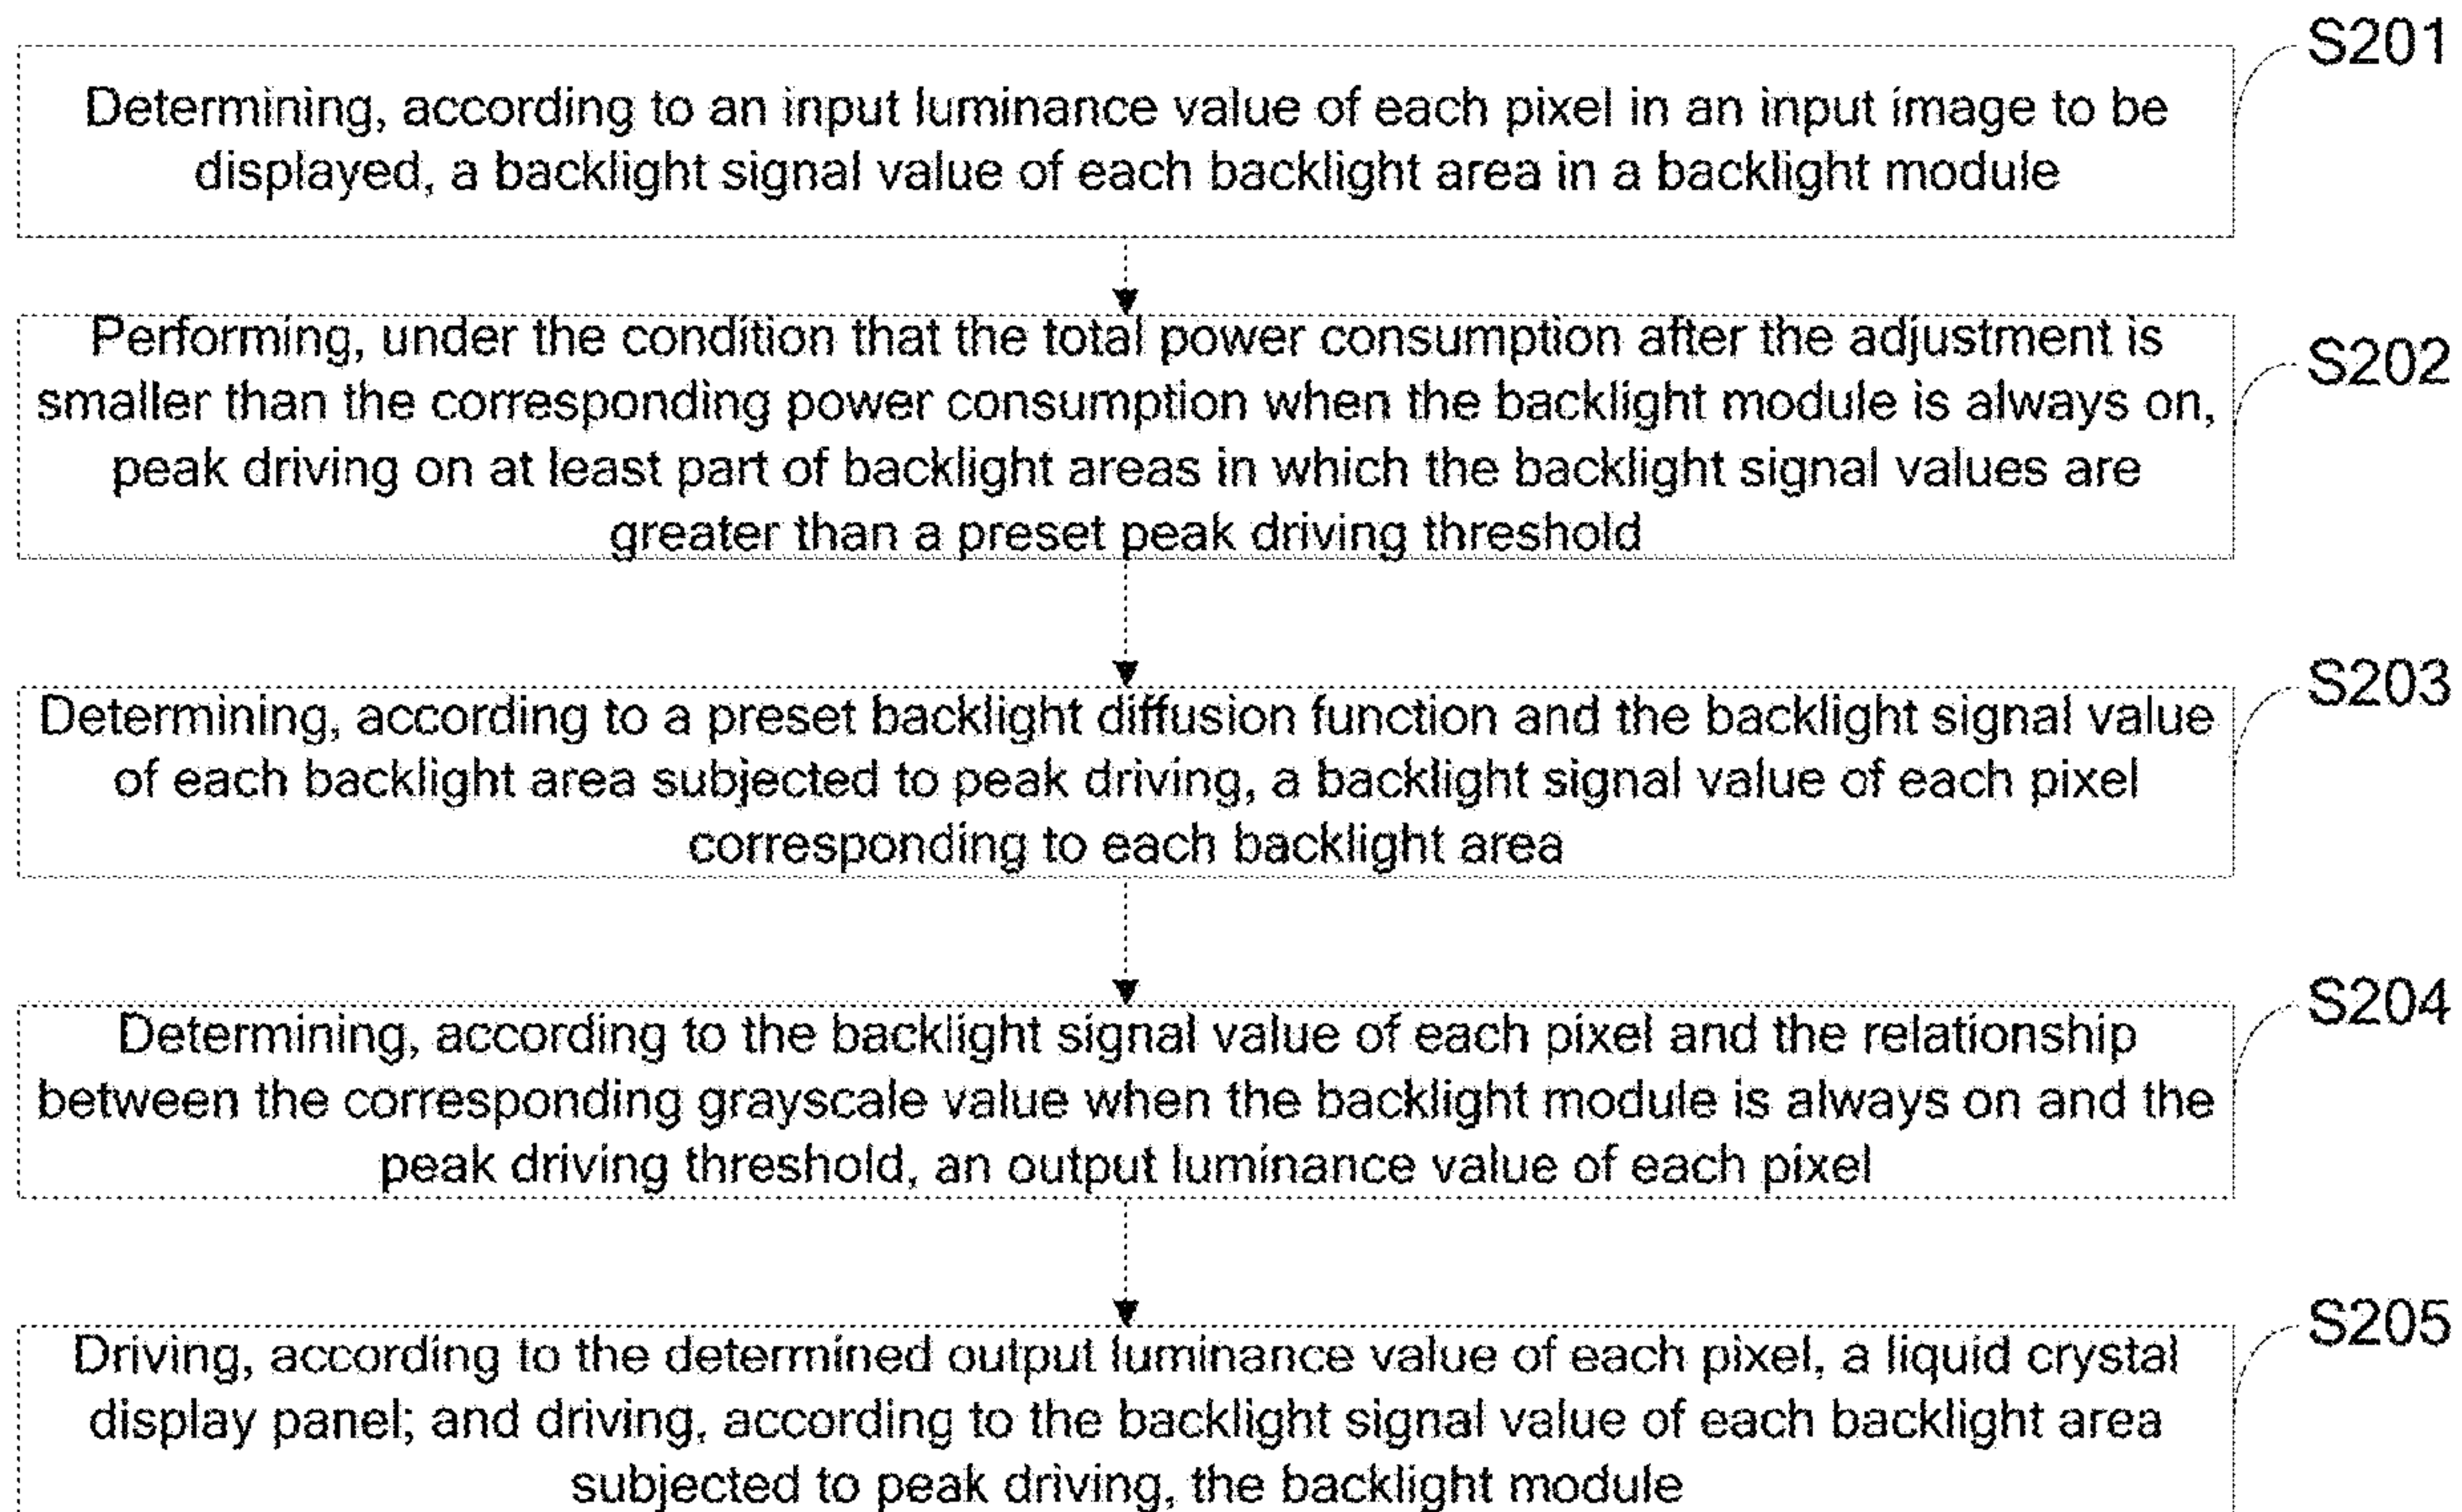 S201
Determining, according to an input luminance value of each pixel in an input image to be
displayed, a backlight signal value of each backlight area in a backlight module
S202
Performing, under the condition that the total power consumption after the adjustment is
smaller than the corresponding power consumption when the backlight module is always on,
peak driving on at least part of backlight areas in which the backlight signal values are
greater than a preset peak driving threshold
S203
Determining, according to a preset backlight diffusion function and the backlight signal value
of each backlight area subjected to peak driving, a backlight signal value of each pixel
corresponding to each backlight area
S204
Determining, according to the backlight signal value of each pixel and the relationship
between the corresponding grayscale value when the backlight module is always on and the
peak driving threshold, an output luminance value of each pixel
S205
Driving, according to the determined output luminance value of each pixel, a liquid crystal
display panel; and driving, according to the backlight signal value of each backlight area
subjected to peak driving, the backlight module